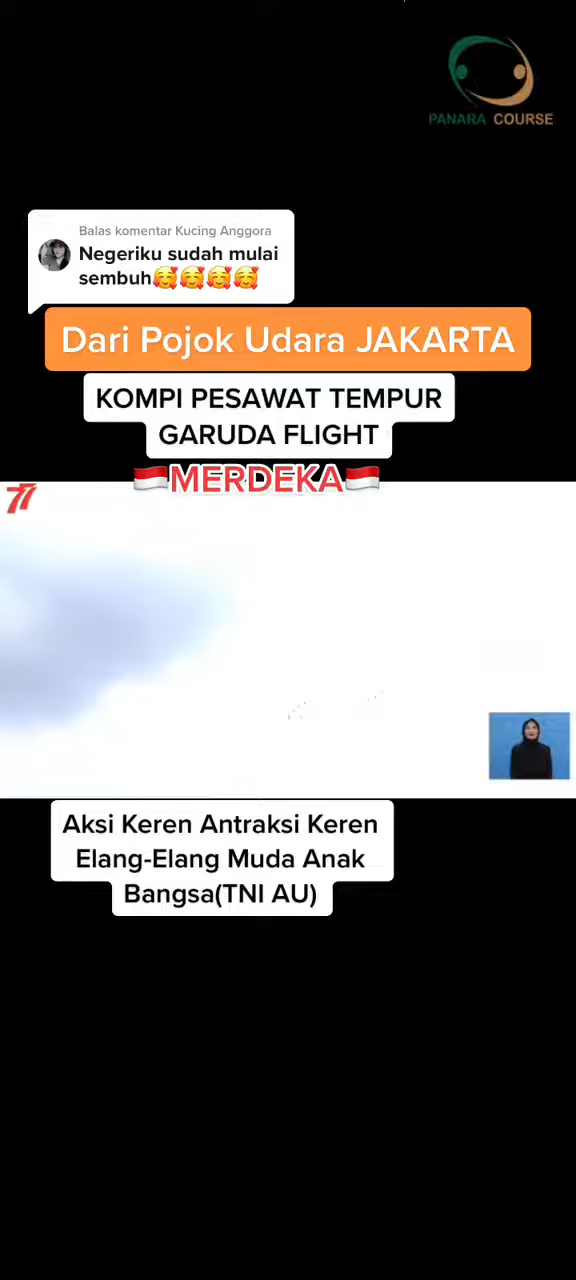 PANARA COURSE
Balas komentar Kucing Anggora
Negeriku sudah mulai
sembuh🥰🥰🥰🥰
Dari Pojok Udara JAKARTA
KOMPI PESAWAT TEMPUR
GARUDA FLIGHT
🇮🇩MERDEKA🇮🇩
77
Aksi Keren Antraksi Keren
Elang-Elang Muda Anak
Bangsa(TNI AU)